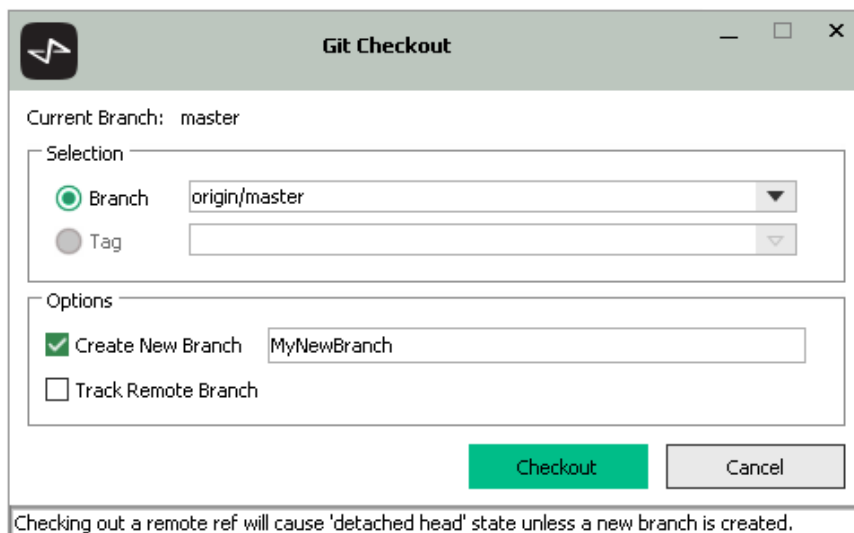 Git Checkout
Current Branch: master
Selection
Branch origin/master
Tag
Options
Create New Branch MyNewBranch
Track Remote Branch
Checkout Cancel
Checking out a remote ref will cause 'detached head' state unless a new branch is created.